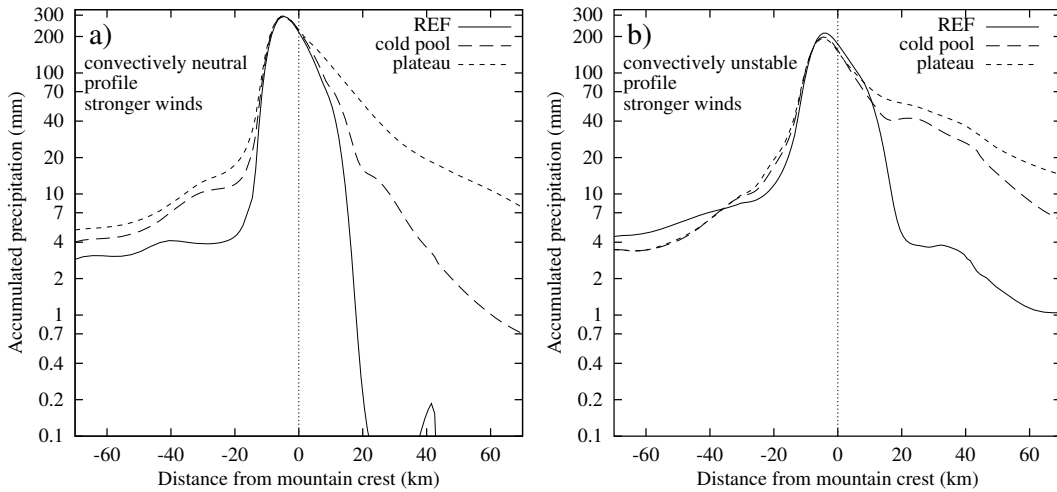 a)
convectively neutral
profile
stronger winds
REF
cold pool
plateau
300
200
100
70
40
20
10
7
4
2
1
0.7
0.4
0.2
0.1
Accumulated precipitation (mm)
-60 -40 -20 0 20 40 60
Distance from mountain crest (km)
b)
convectively unstable
profile
stronger winds
REF
cold pool
plateau
300
200
100
70
40
20
10
7
4
2
1
0.7
0.4
0.2
0.1
Accumulated precipitation (mm)
-60 -40 -20 0 20 40 60
Distance from mountain crest (km)